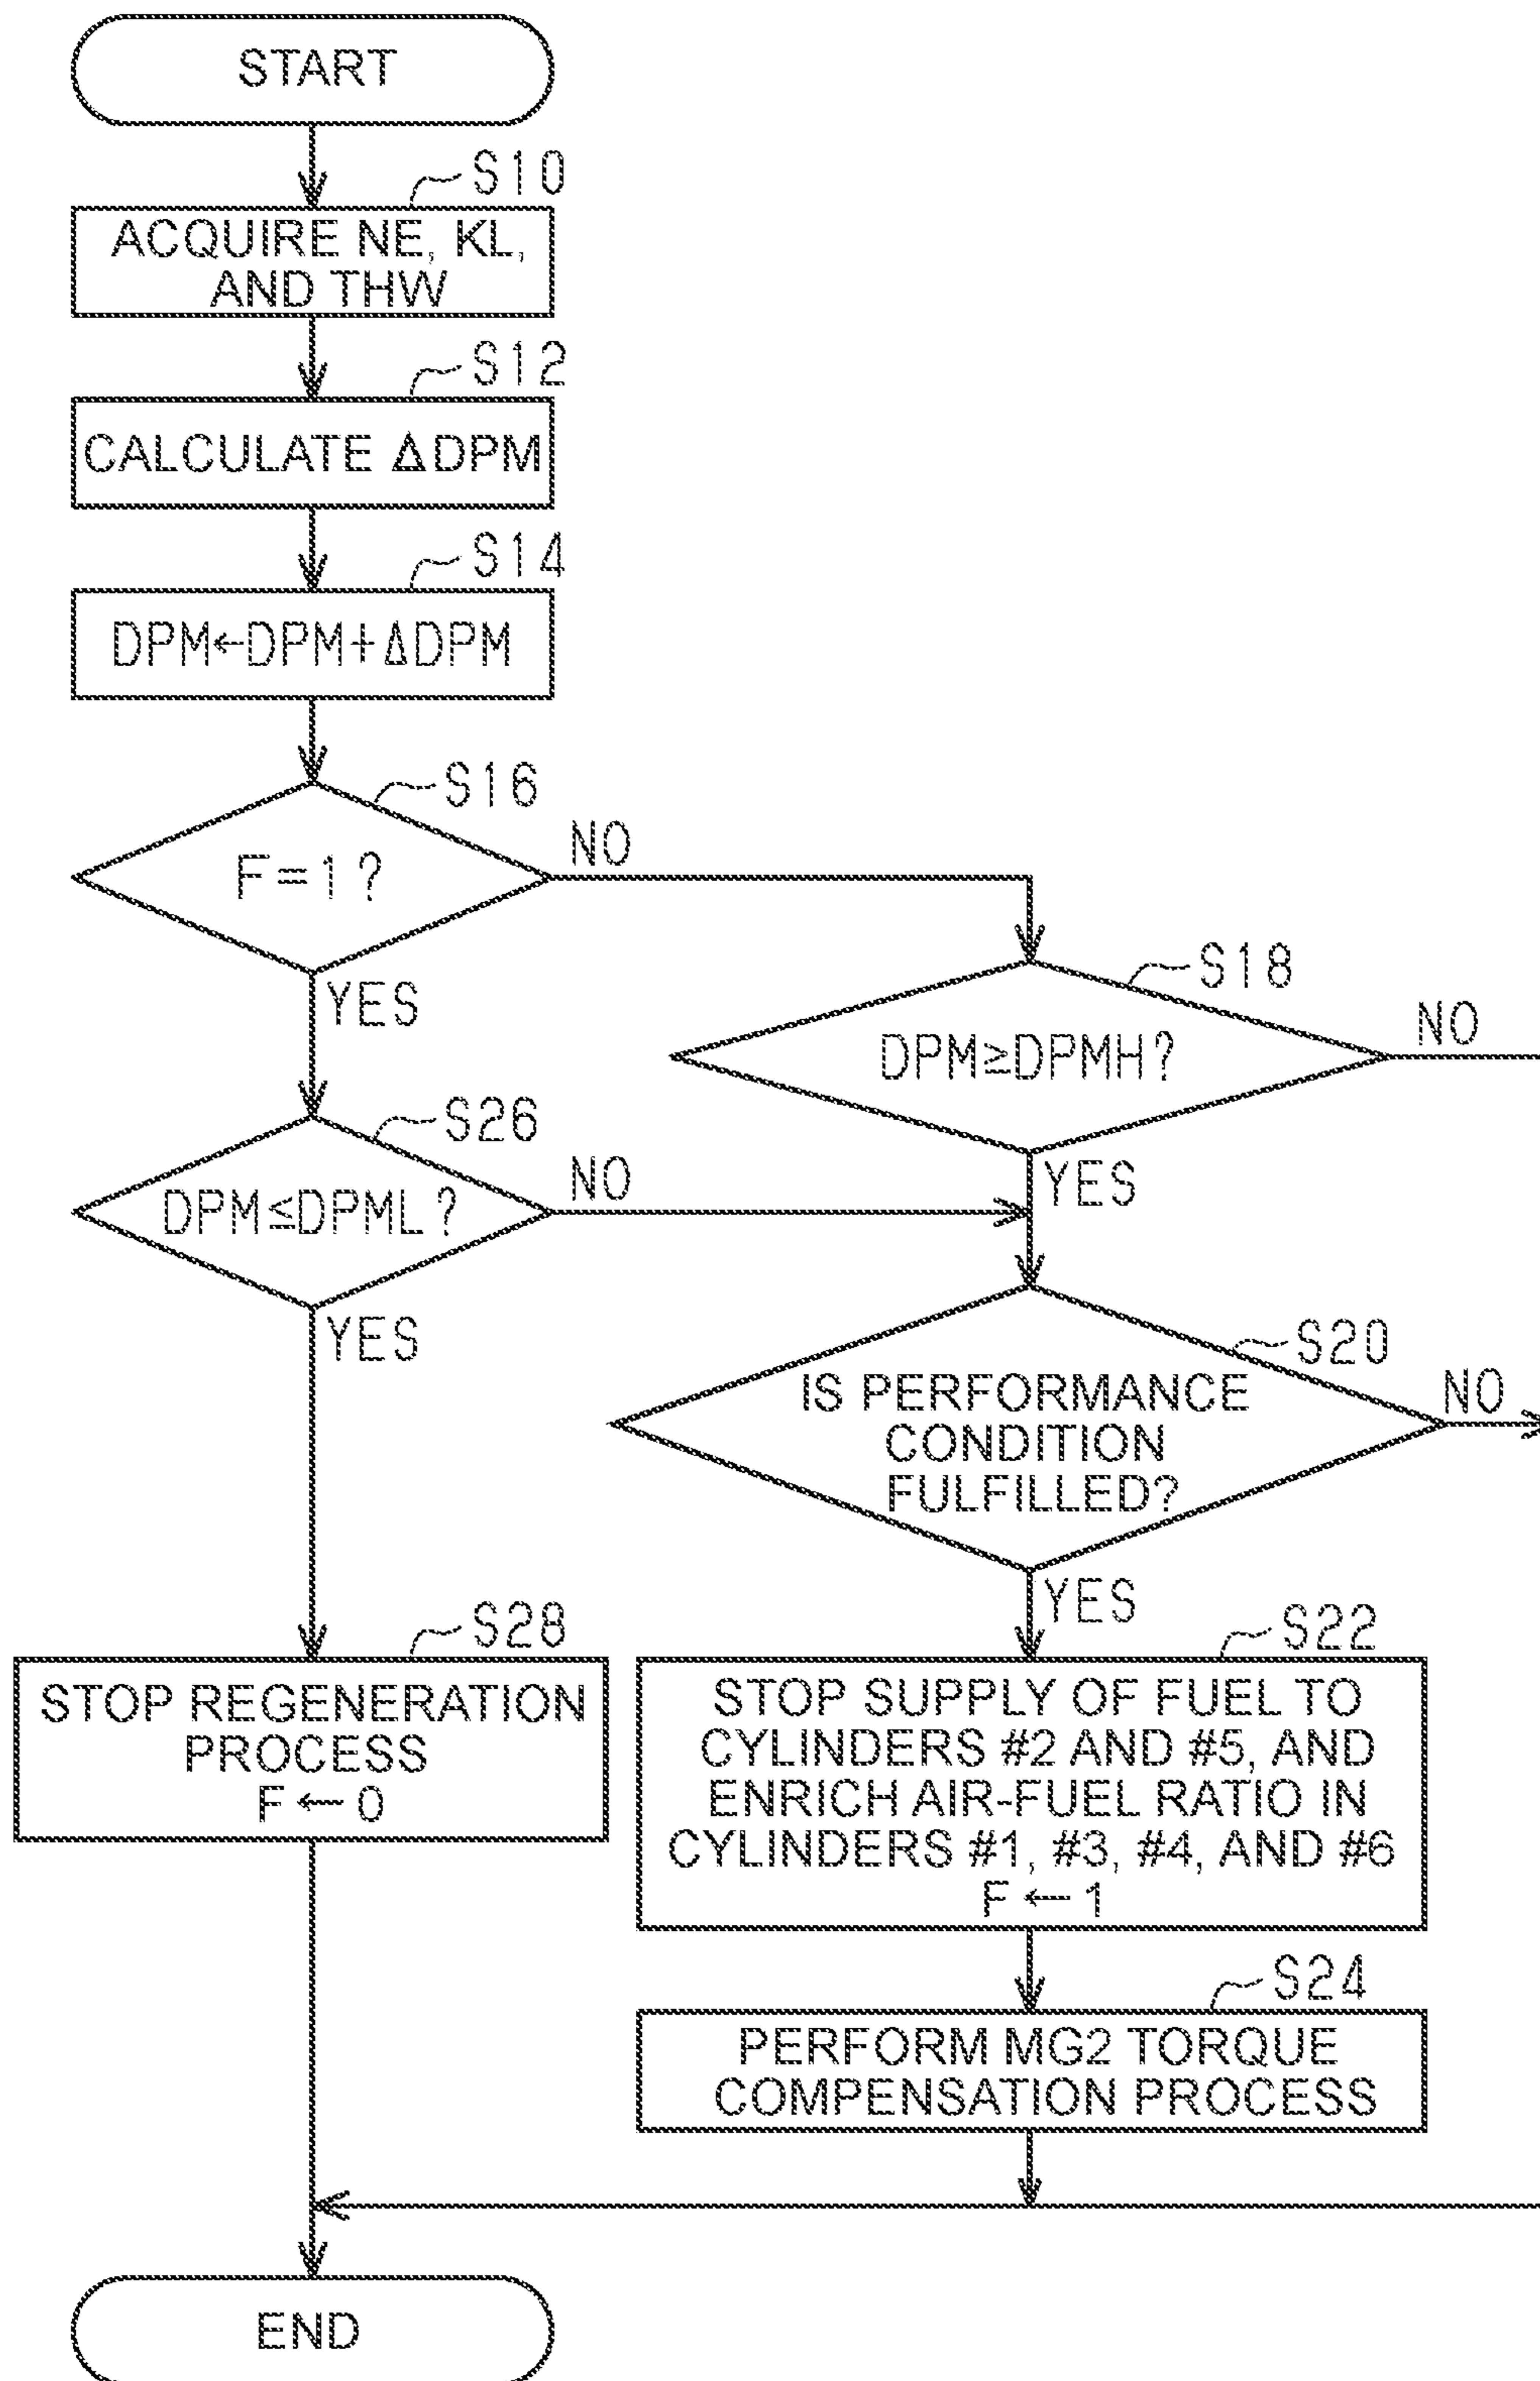 START
S10
ACQUIRE NE, KL,
AND THW
S12
CALCULATE ΔDPM
S14
DPM←DPM+ΔDPM
S16
F=1?
NO
YES
S18
DPM≧DPMH?
NO
YES
S26
DPM≦DPML?
NO
YES
S20
IS PERFORMANCE
CONDITION
FULFILLED?
NO
YES
S28
STOP REGENERATION
PROCESS
F←0
S22
STOP SUPPLY OF FUEL TO
CYLINDERS #2 AND #5, AND
ENRICH AIR-FUEL RATIO IN
CYLINDERS #1, #3, #4, AND #6
F←1
S24
PERFORM MG2 TORQUE
COMPENSATION PROCESS
END